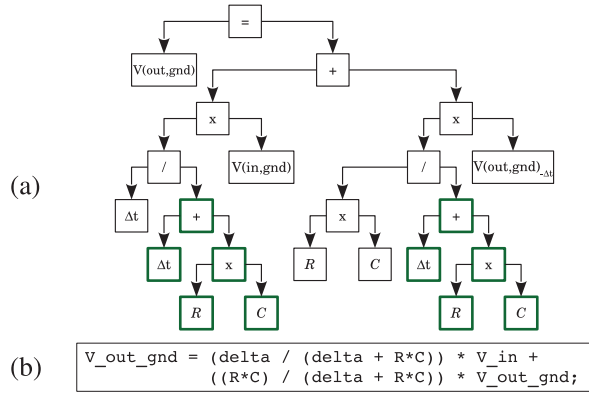 =
V(out,gnd) +
x x
/ V(in,gnd) / V(out,gnd)-Δt
(a)
Δt + x +
Δt x R C Δt x
R C R C
(b)
V_out_gnd = (delta / (delta + R*C)) * V_in +
((R*C) / (delta + R*C)) * V_out_gnd;